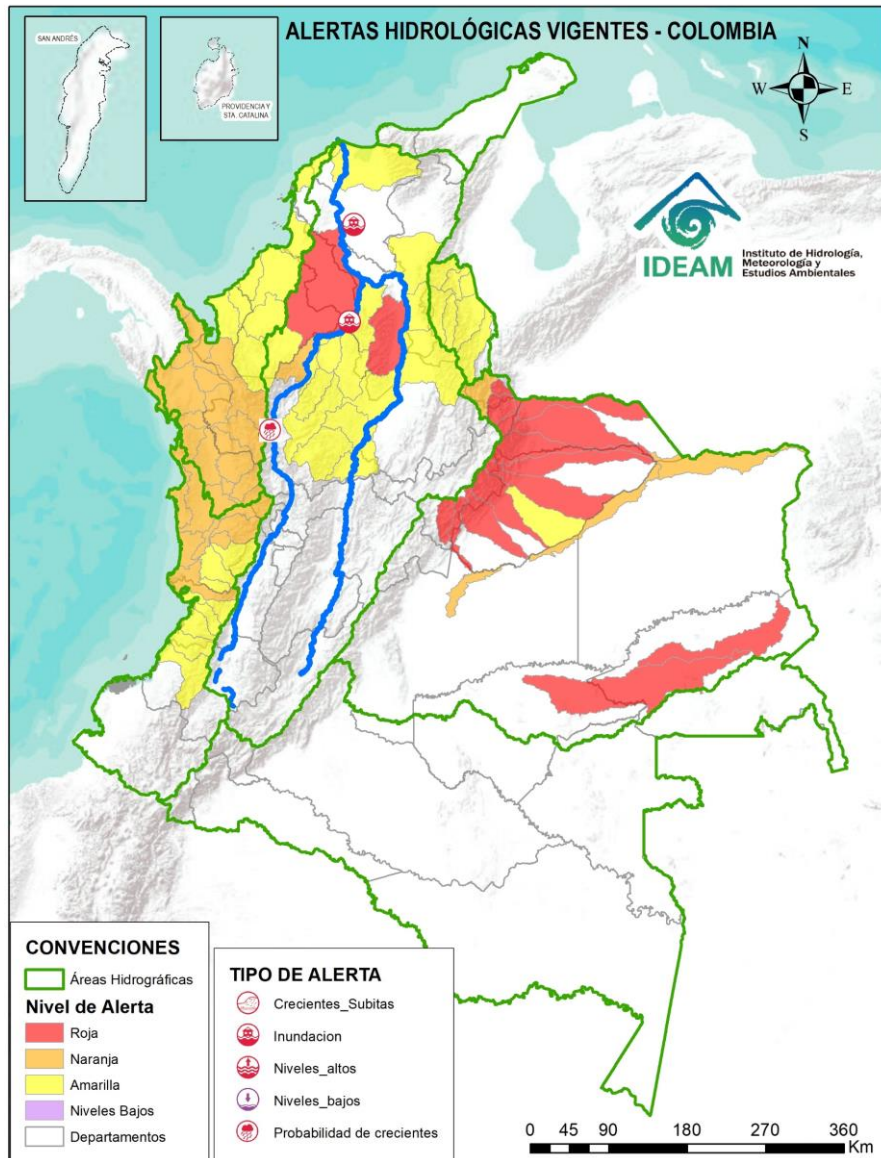 ALERTAS HIDROLÓGICAS VIGENTES - COLOMBIA
SAN ANDRÉS
PROVIDENCIA Y
STA. CATALINA
N
W
E
S
IDEAM
Instituto de Hidrología,
Meteorología y
Estudios Ambientales
CONVENCIONES
Áreas Hidrográficas
Nivel de Alerta
Roja
Naranja
Amarilla
Niveles Bajos
Departamentos
TIPO DE ALERTA
Crecientes_Subitas
Inundacion
Niveles_altos
Niveles_bajos
Probabilidad de crecientes
0 45 90 180 270 360
Km